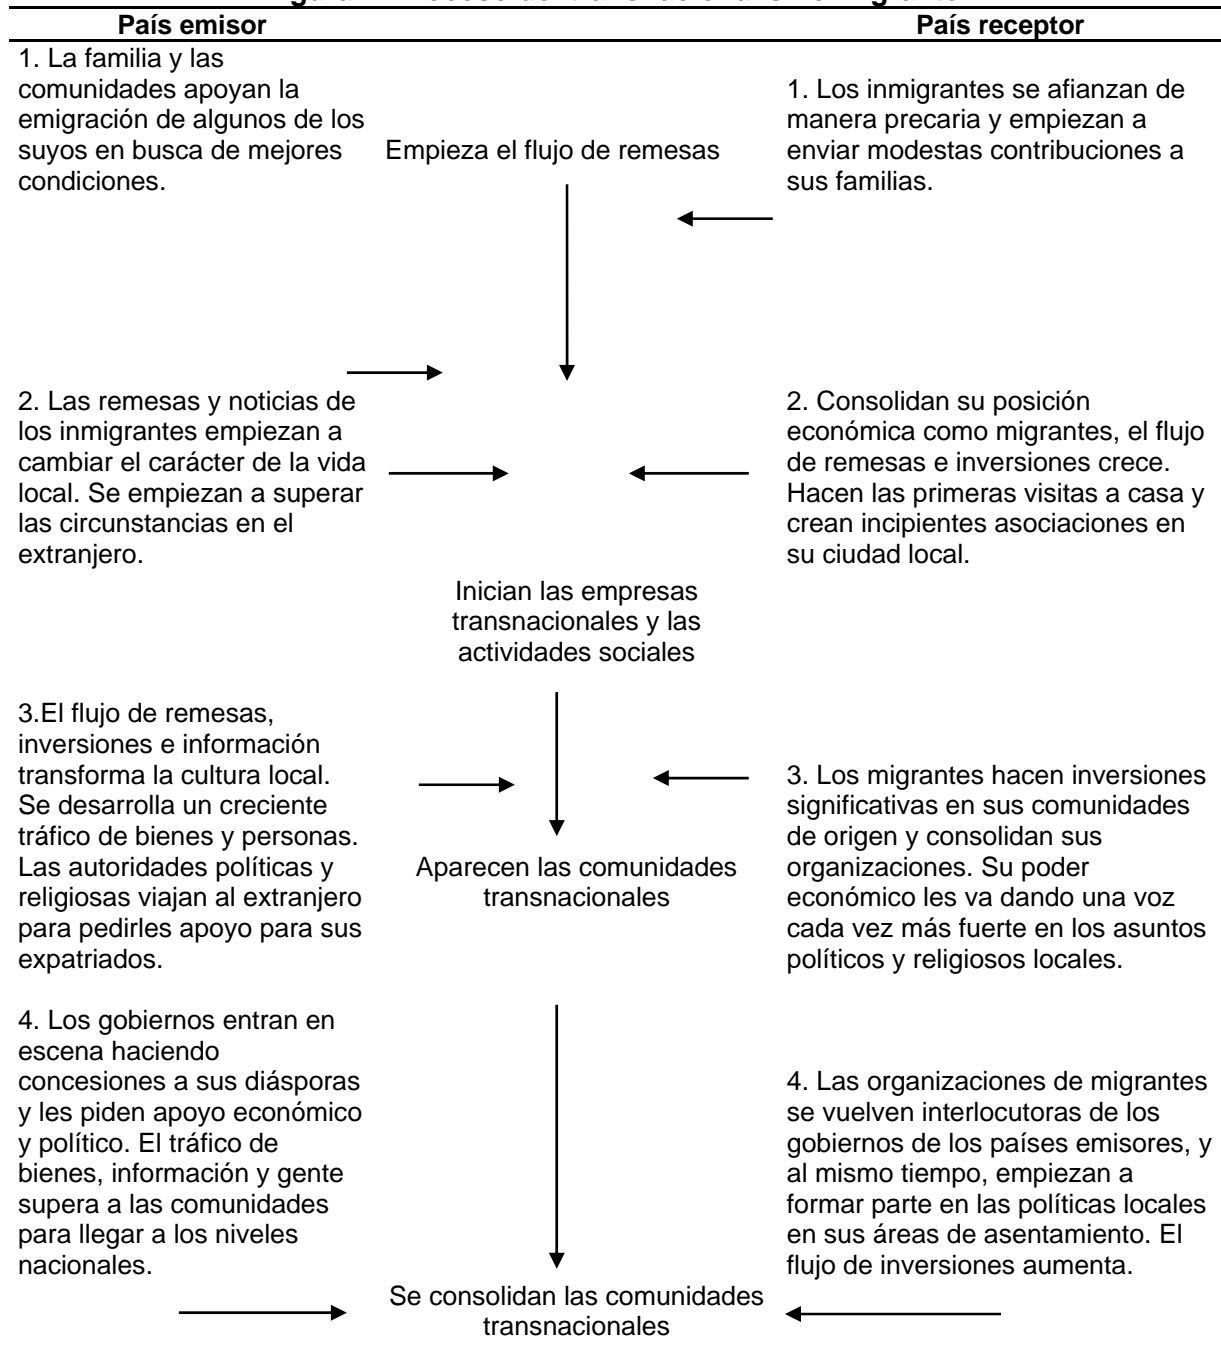 País emisor
País receptor
1. La familia y las
comunidades apoyan la
emigración de algunos de los
suyos en busca de mejores
condiciones.
Empieza el flujo de remesas
1. Los inmigrantes se afianzan de
manera precaria y empiezan a
enviar modestas contribuciones a
sus familias.
2. Las remesas y noticias de
los inmigrantes empiezan a
cambiar el carácter de la vida
local. Se empiezan a superar
las circunstancias en el
extranjero.
2. Consolidan su posición
económica como migrantes, el flujo
de remesas e inversiones crece.
Hacen las primeras visitas a casa y
crean incipientes asociaciones en
su ciudad local.
Inician las empresas
transnacionales y las
actividades sociales
3.El flujo de remesas,
inversiones e información
transforma la cultura local.
Se desarrolla un creciente
tráfico de bienes y personas.
Las autoridades políticas y
religiosas viajan al extranjero
para pedirles apoyo para sus
expatriados.
Aparecen las comunidades
transnacionales
3. Los migrantes hacen inversiones
significativas en sus comunidades
de origen y consolidan sus
organizaciones. Su poder
económico les va dando una voz
cada vez más fuerte en los asuntos
políticos y religiosos locales.
4. Los gobiernos entran en
escena haciendo
concesiones a sus diásporas
y les piden apoyo económico
y político. El tráfico de
bienes, información y gente
supera a las comunidades
para llegar a los niveles
nacionales.
4. Las organizaciones de migrantes
se vuelven interlocutoras de los
gobiernos de los países emisores, y
al mismo tiempo, empiezan a
formar parte en las políticas locales
en sus áreas de asentamiento. El
flujo de inversiones aumenta.
Se consolidan las comunidades
transnacionales